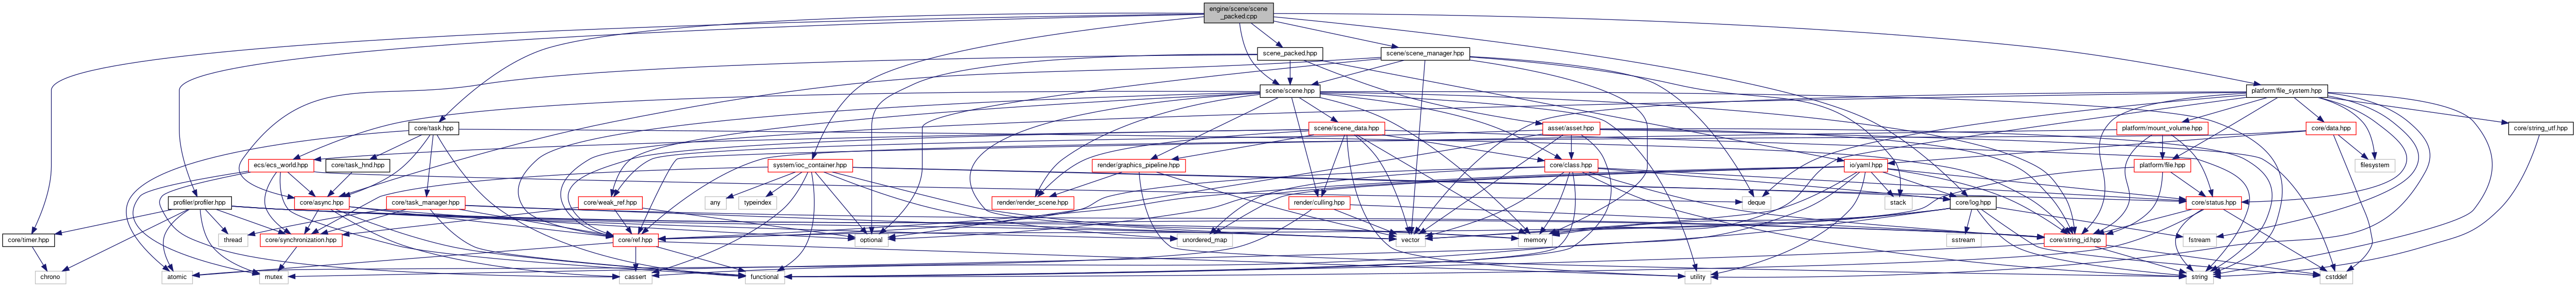 engine/scene/scene
_packed.cpp
scene_packed.hpp
scene/scene_manager.hpp
scene/scene.hpp
platform/file_system.hpp
core/task.hpp
scene/scene_data.hpp
asset/asset.hpp
platform/mount_volume.hpp
core/data.hpp
core/string_utf.hpp
ecs/ecs_world.hpp
core/task_hnd.hpp
system/ioc_container.hpp
render/graphics_pipeline.hpp
core/class.hpp
io/yaml.hpp
platform/file.hpp
filesystem
profiler/profiler.hpp
core/async.hpp
core/task_manager.hpp
core/weak_ref.hpp
any
typeindex
render/render_scene.hpp
render/culling.hpp
deque
stack
core/log.hpp
core/status.hpp
core/timer.hpp
thread
core/synchronization.hpp
core/ref.hpp
optional
unordered_map
vector
memory
sstream
core/string_id.hpp
fstream
chrono
atomic
mutex
cassert
functional
utility
string
cstddef